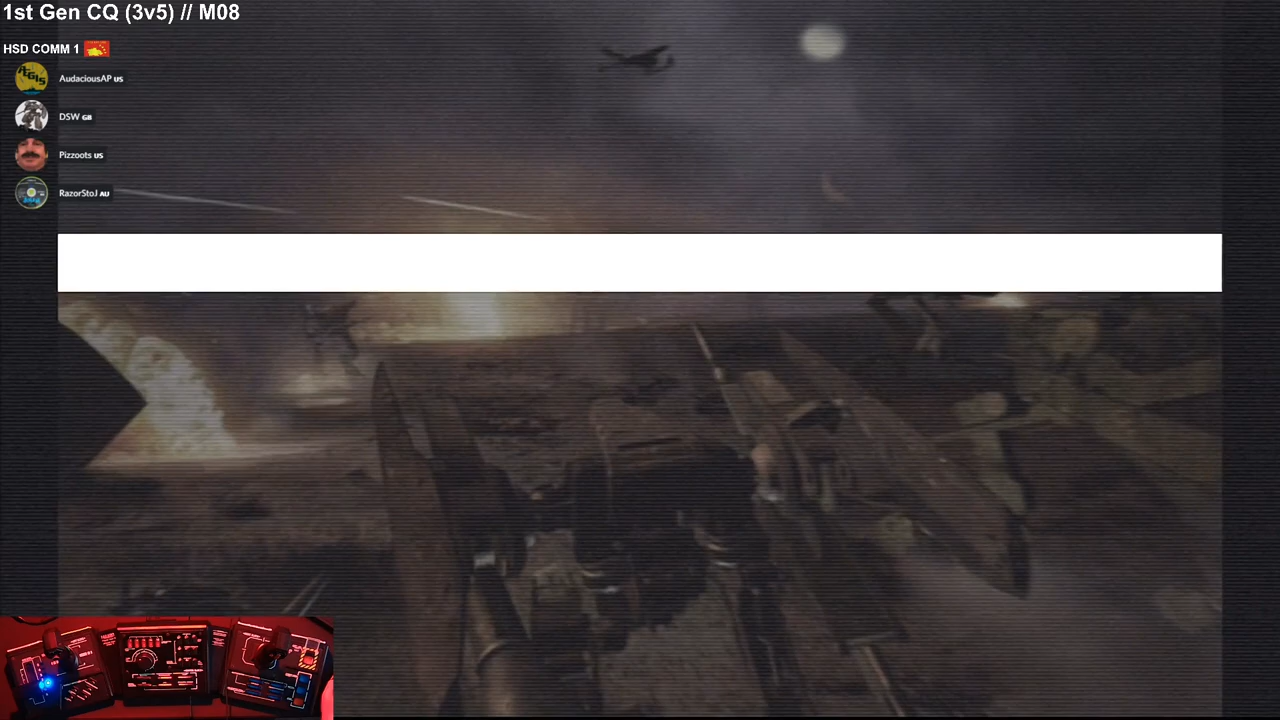 1st Gen CQ (3v5) // M08
HSD COMM 1
AudaciousAP US
DSW GB
Pizzoots US
RazorStoJ AU